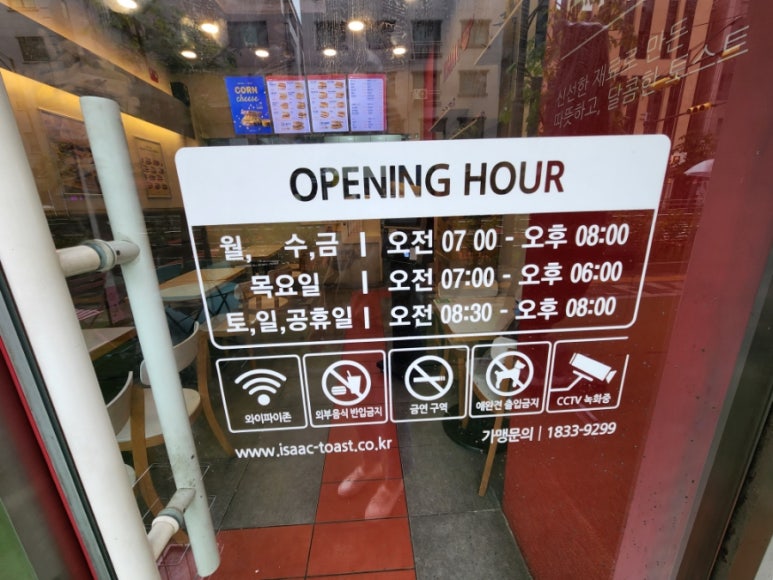 CORN
cheese
신선한 재료로 만든
따뜻하고, 달콤한 토스트
OPENING HOUR
월, 수,금 | 오전 07 00 - 오후 08:00
목요일 | 오전 07:00 - 오후 06:00
토,일,공휴일 | 오전 08:30 - 오후 08:00
와이파이존
외부음식 반입금지
금연 구역
애완견 출입금지
CCTV 녹화중
www.isaac-toast.co.kr
가맹문의 | 1833-9299